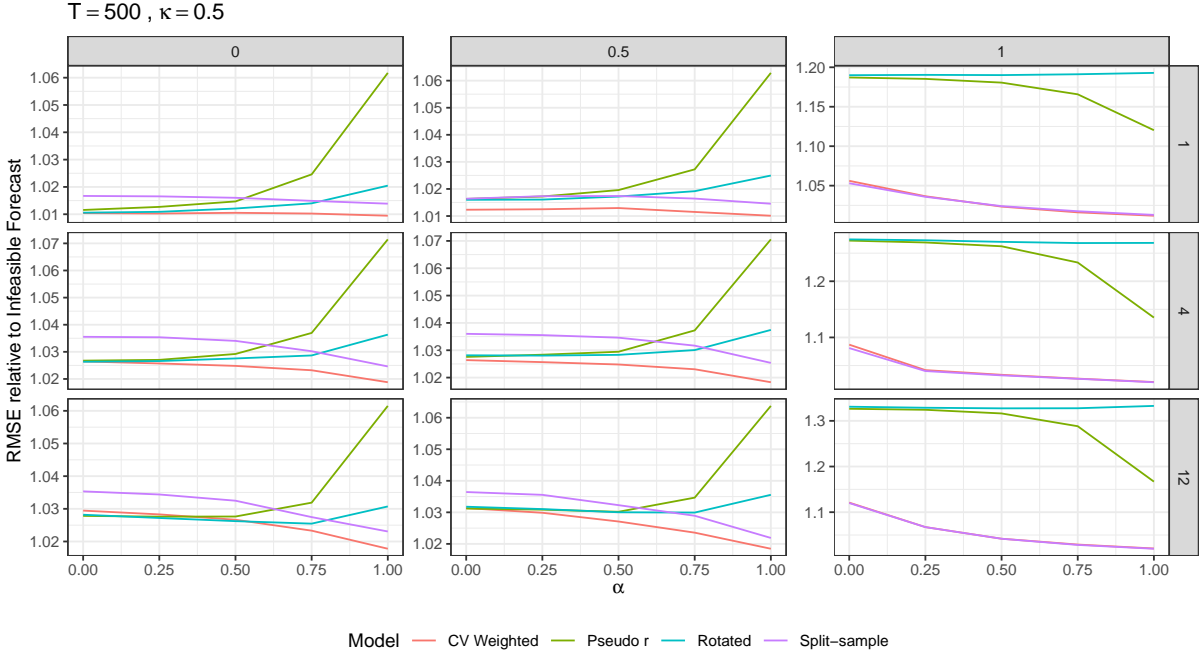 T = 500 , κ = 0.5
0 0.5 1
RMSE relative to Infeasible Forecast
1.06 1.05 1.04 1.03 1.02 1.01
1.06 1.05 1.04 1.03 1.02 1.01
1.20 1.15 1.10 1.05
1
1.07 1.06 1.05 1.04 1.03 1.02
1.07 1.06 1.05 1.04 1.03 1.02
1.2 1.1
4
1.06 1.05 1.04 1.03 1.02
1.06 1.05 1.04 1.03 1.02
1.3 1.2 1.1
12
0.00 0.25 0.50 0.75 1.00
0.00 0.25 0.50 0.75 1.00
0.00 0.25 0.50 0.75 1.00
α
Model CV Weighted Pseudo r Rotated Split−sample